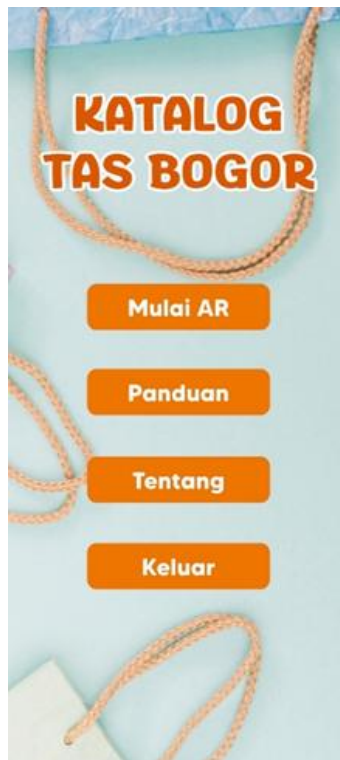 KATALOG
TAS BOGOR
Mulai AR
Panduan
Tentang
Keluar